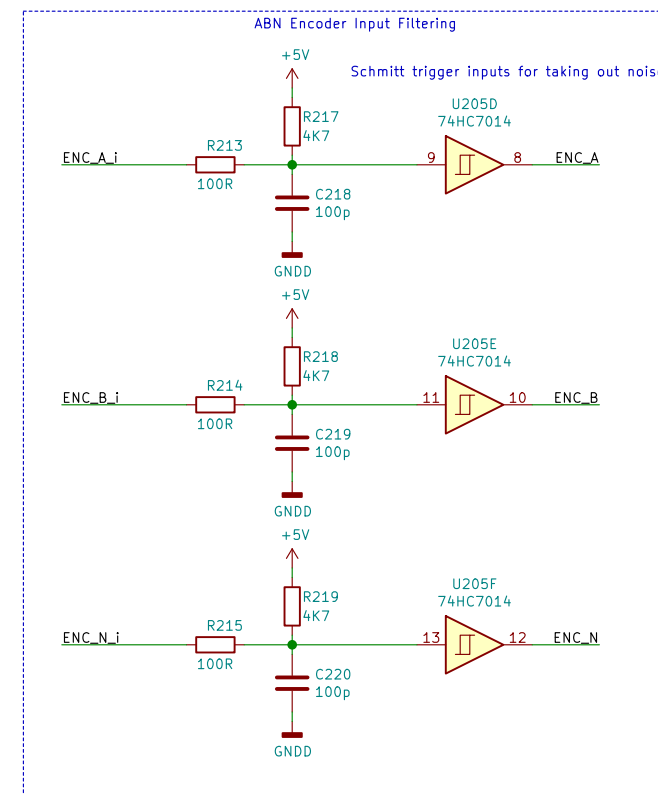 ABN Encoder Input Filtering
Schmitt trigger inputs for taking out nois
+5V
R217
4K7
U205D
74HC7014
ENC_A_i
R213
100R
9
8
ENC_A
C218
100p
GNDD
+5V
R218
4K7
U205E
74HC7014
ENC_B_i
R214
100R
11
10
ENC_B
C219
100p
GNDD
+5V
R219
4K7
U205F
74HC7014
ENC_N_i
R215
100R
13
12
ENC_N
C220
100p
GNDD